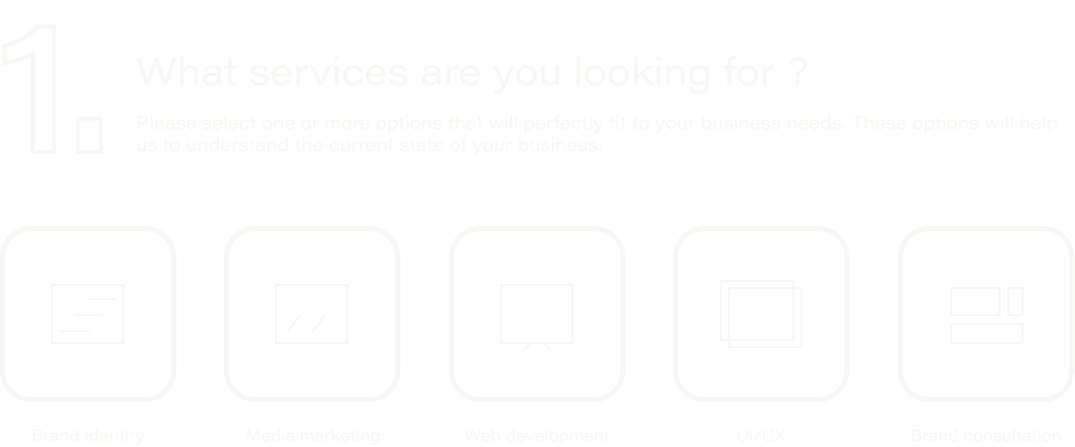 1.
What services are you looking for ?
Please select one or more options that will perfectly fit to your business needs. These options will help
us to understand the current state of your business.
Brand identity
Media marketing
Web development
UI/UX
Brand consultation